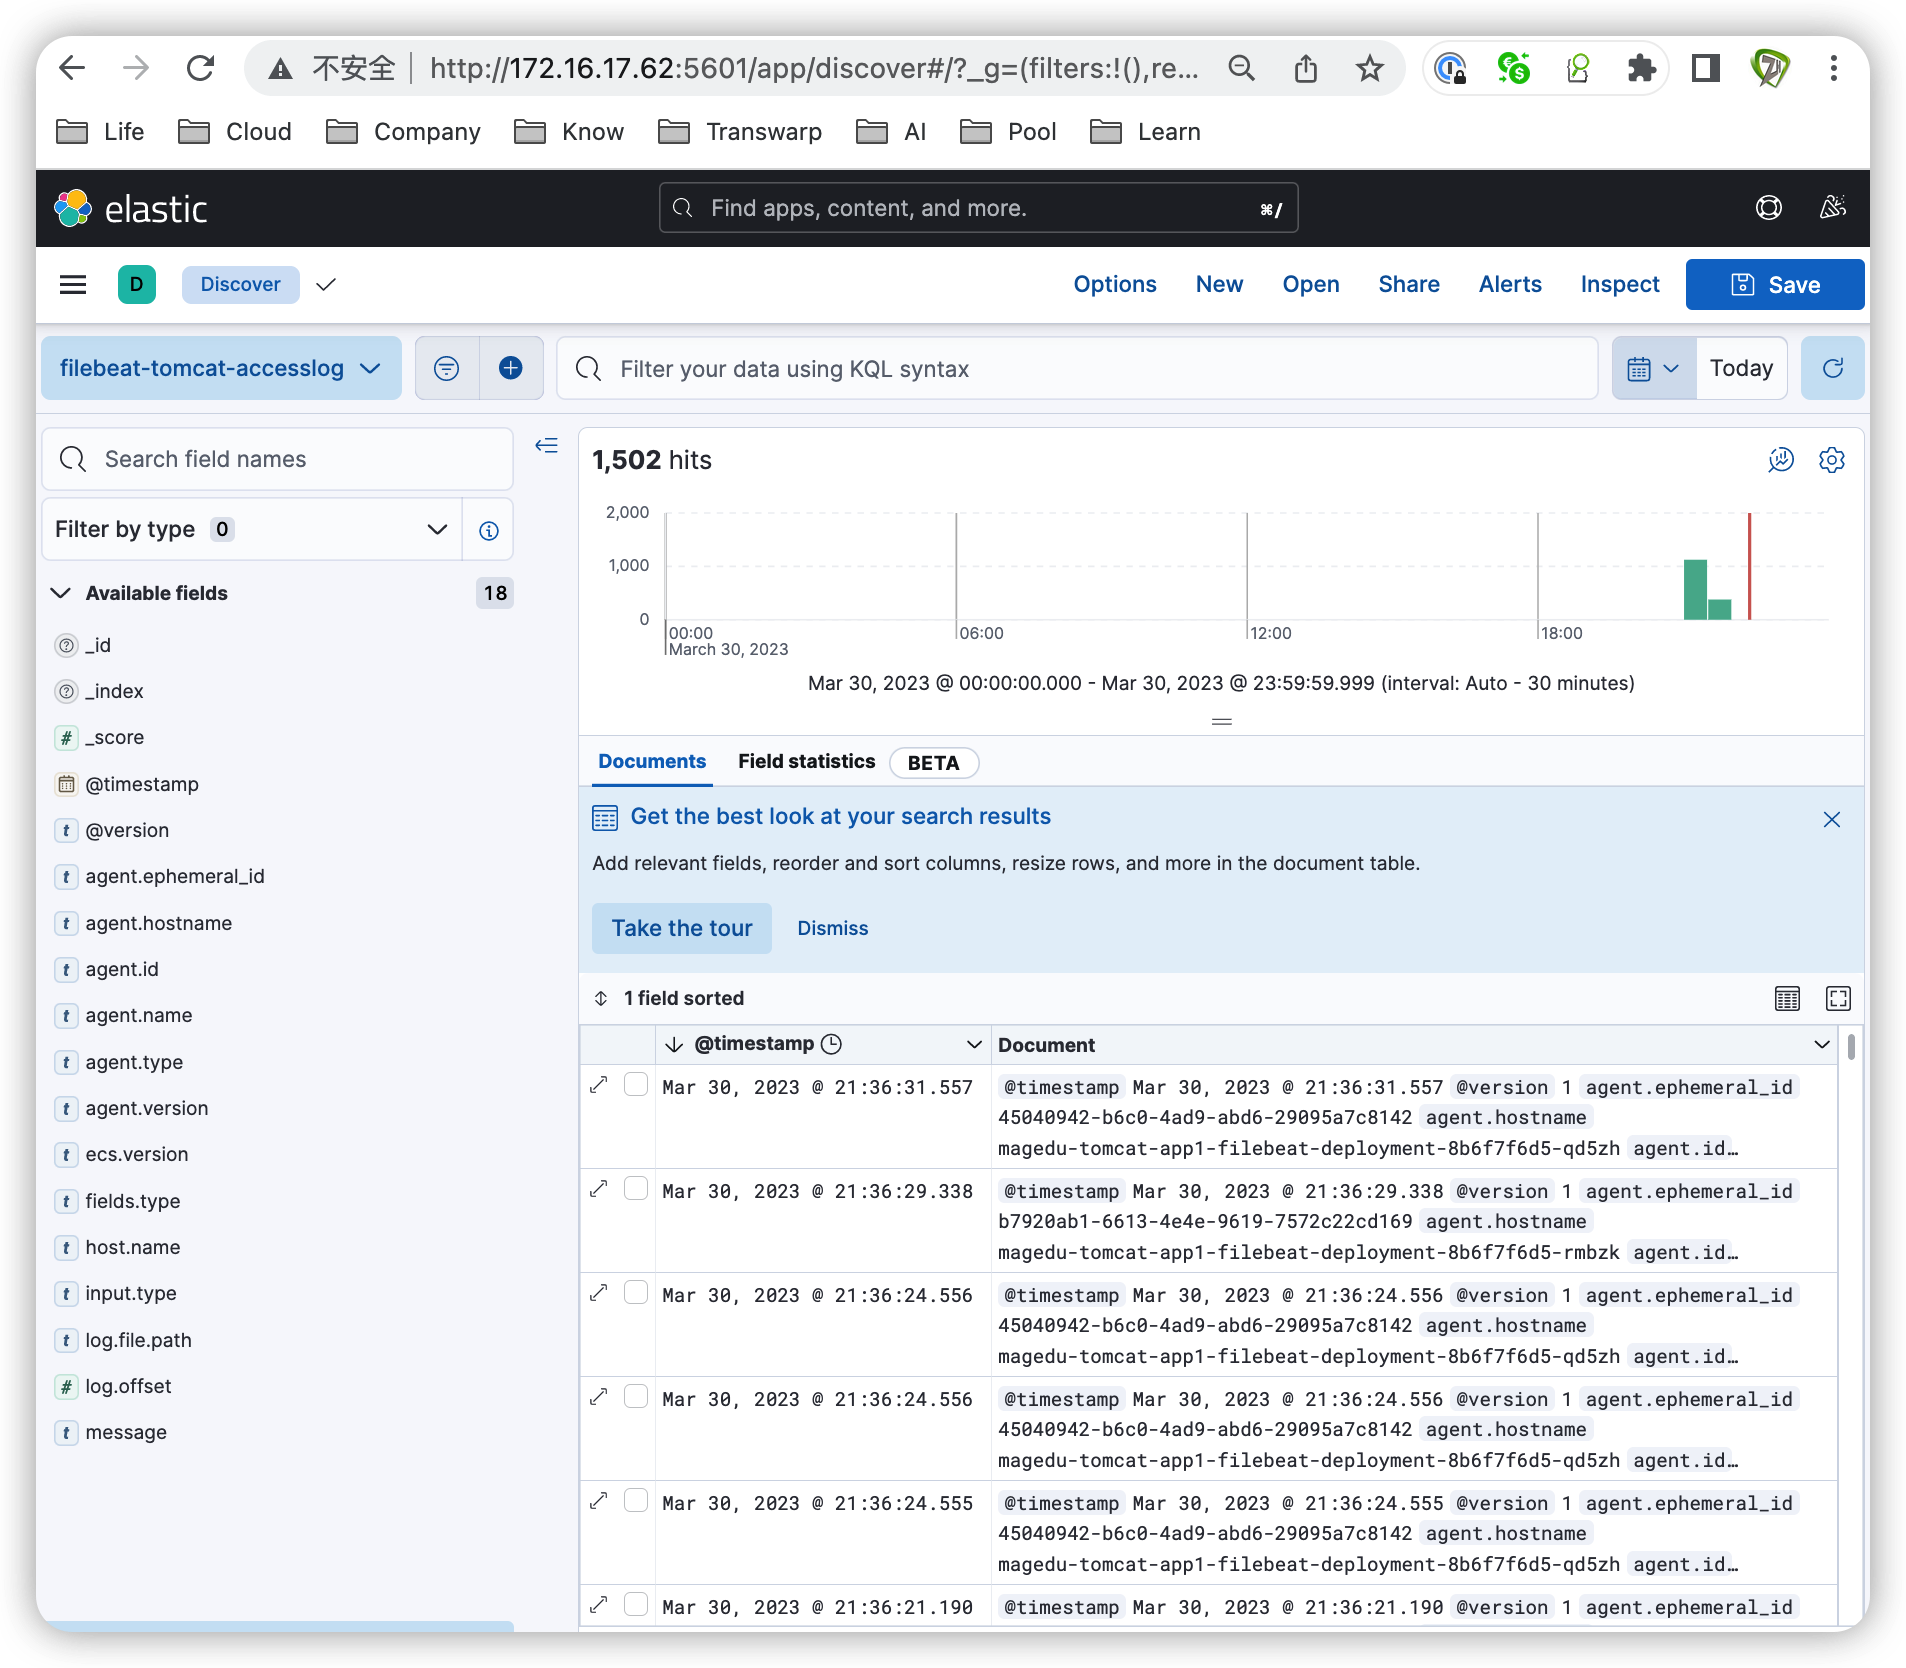 不安全 http://172.16.17.62:5601/app/discover#/?_g=(filters:!(),re...
Life Cloud Company Know Transwarp AI Pool Learn
elastic Find apps, content, and more. ⌘/
D Discover Options New Open Share Alerts Inspect Save
filebeat-tomcat-accesslog Filter your data using KQL syntax Today
Search field names
Filter by type 0
Available fields 18
_id
_index
_score
@timestamp
@version
agent.ephemeral_id
agent.hostname
agent.id
agent.name
agent.type
agent.version
ecs.version
fields.type
host.name
input.type
log.file.path
log.offset
message
1,502 hits
2,000
1,000
0
00:00 06:00 12:00 18:00
March 30, 2023
Mar 30, 2023 @ 00:00:00.000 - Mar 30, 2023 @ 23:59:59.999 (interval: Auto - 30 minutes)
Documents Field statistics BETA
Get the best look at your search results
Add relevant fields, reorder and sort columns, resize rows, and more in the document table.
Take the tour Dismiss
1 field sorted
@timestamp Document
Mar 30, 2023 @ 21:36:31.557 @timestamp Mar 30, 2023 @ 21:36:31.557 @version 1 agent.ephemeral_id
45040942-b6c0-4ad9-abd6-29095a7c8142 agent.hostname
magedu-tomcat-app1-filebeat-deployment-8b6f7f6d5-qd5zh agent.id…
Mar 30, 2023 @ 21:36:29.338 @timestamp Mar 30, 2023 @ 21:36:29.338 @version 1 agent.ephemeral_id
b7920ab1-6613-4e4e-9619-7572c22cd169 agent.hostname
magedu-tomcat-app1-filebeat-deployment-8b6f7f6d5-rmbzk agent.id…
Mar 30, 2023 @ 21:36:24.556 @timestamp Mar 30, 2023 @ 21:36:24.556 @version 1 agent.ephemeral_id
45040942-b6c0-4ad9-abd6-29095a7c8142 agent.hostname
magedu-tomcat-app1-filebeat-deployment-8b6f7f6d5-qd5zh agent.id…
Mar 30, 2023 @ 21:36:24.556 @timestamp Mar 30, 2023 @ 21:36:24.556 @version 1 agent.ephemeral_id
45040942-b6c0-4ad9-abd6-29095a7c8142 agent.hostname
magedu-tomcat-app1-filebeat-deployment-8b6f7f6d5-qd5zh agent.id…
Mar 30, 2023 @ 21:36:24.555 @timestamp Mar 30, 2023 @ 21:36:24.555 @version 1 agent.ephemeral_id
45040942-b6c0-4ad9-abd6-29095a7c8142 agent.hostname
magedu-tomcat-app1-filebeat-deployment-8b6f7f6d5-qd5zh agent.id…
Mar 30, 2023 @ 21:36:21.190 @timestamp Mar 30, 2023 @ 21:36:21.190 @version 1 agent.ephemeral_id